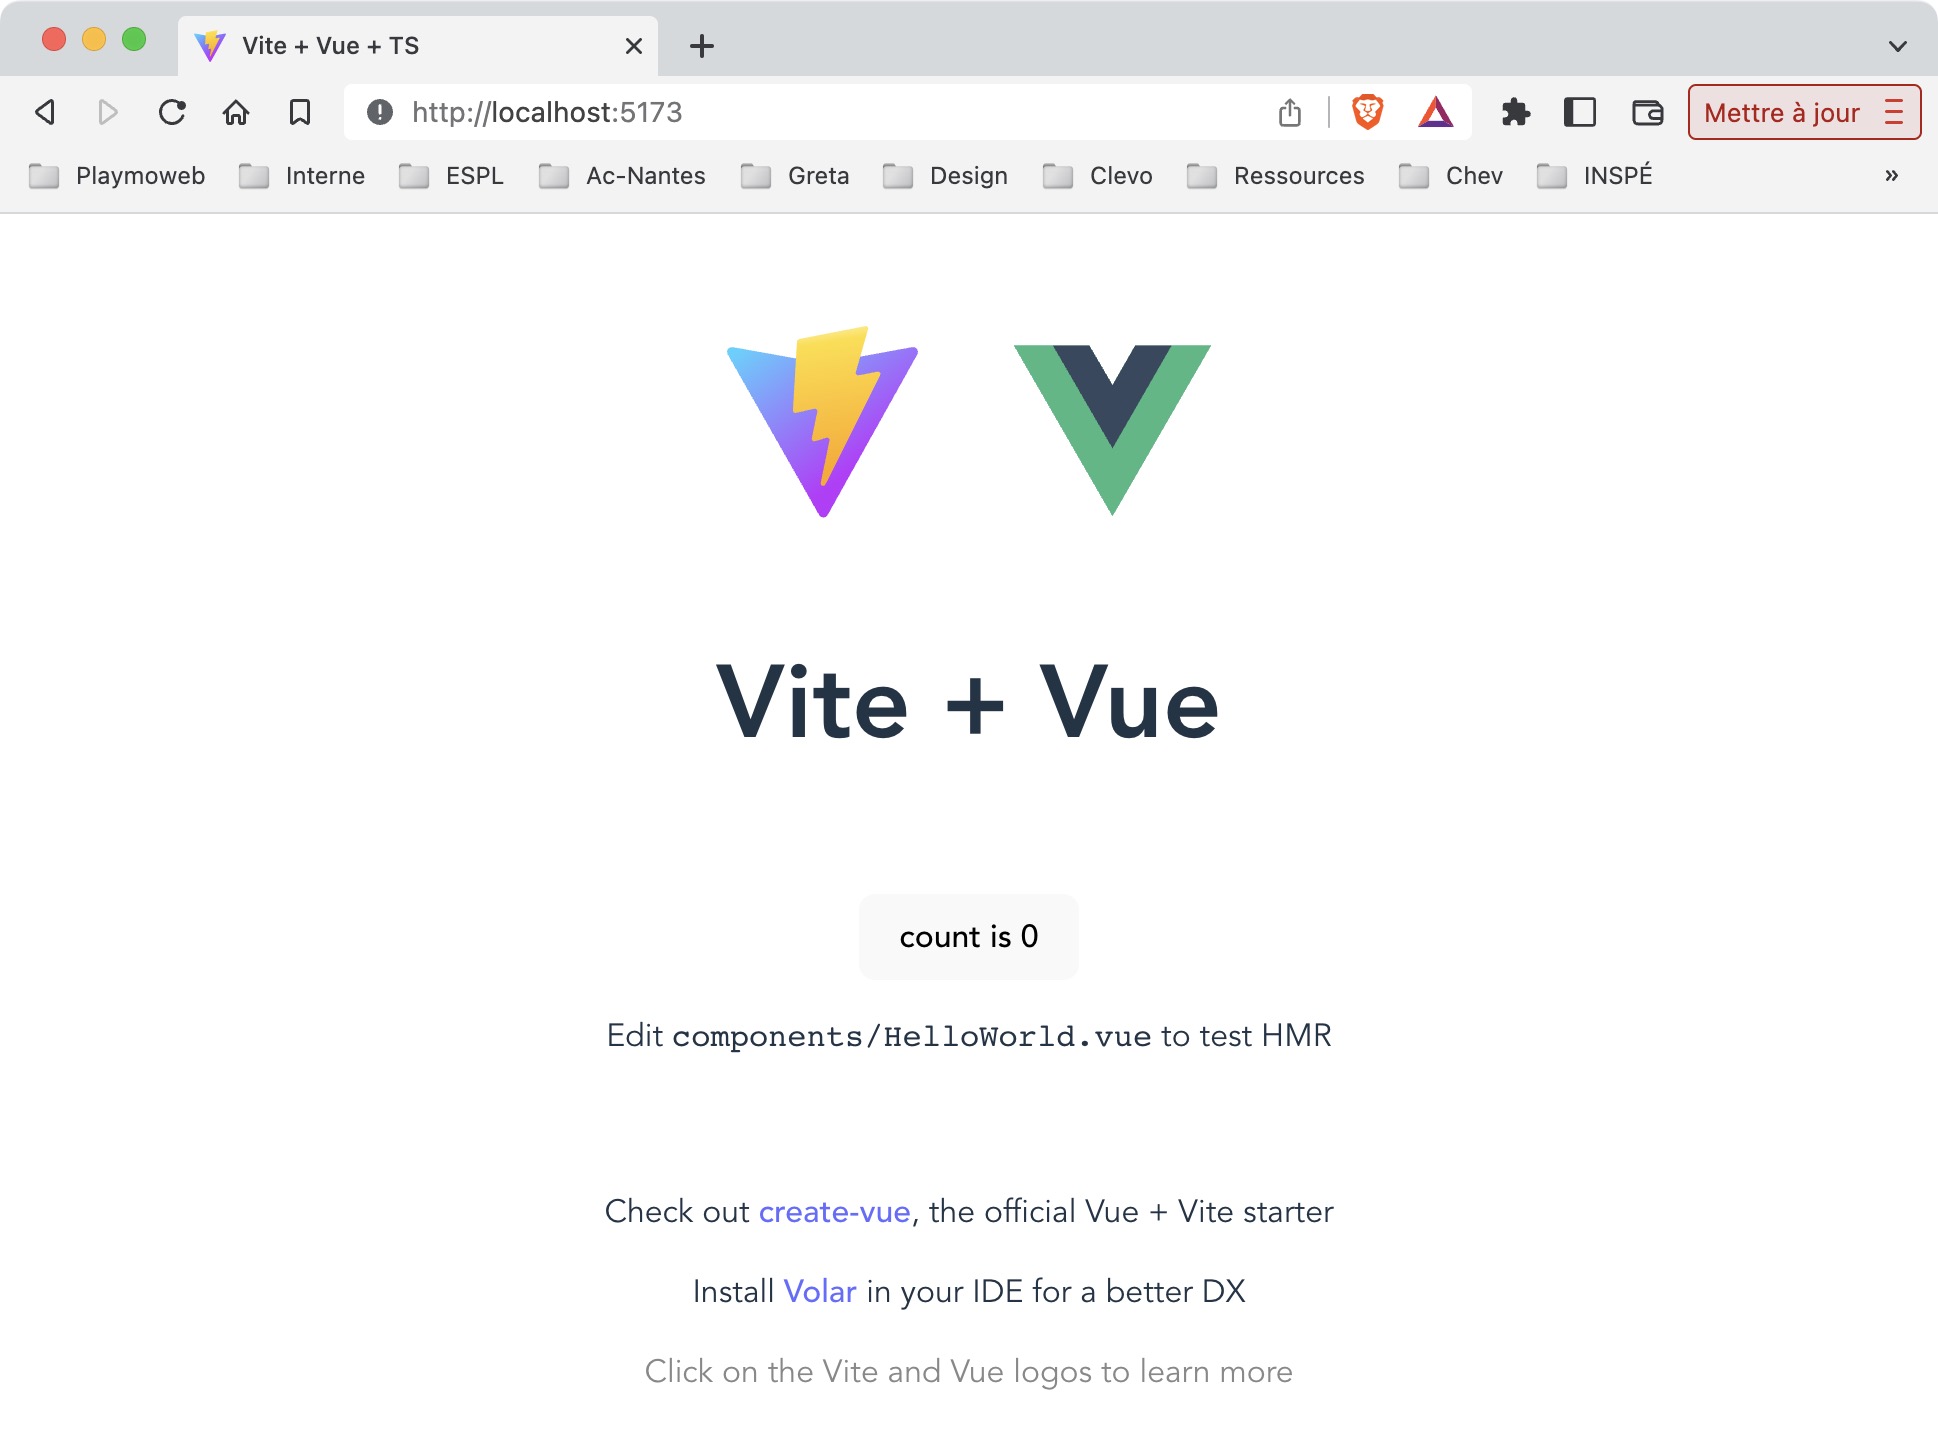 Vite + Vue + TS
http://localhost:5173
Mettre à jour
Playmoweb Interne ESPL Ac-Nantes Greta Design Clevo Ressources Chev INSPÉ »
Vite + Vue
count is 0
Edit components/HelloWorld.vue to test HMR
Check out create-vue, the official Vue + Vite starter
Install Volar in your IDE for a better DX
Click on the Vite and Vue logos to learn more